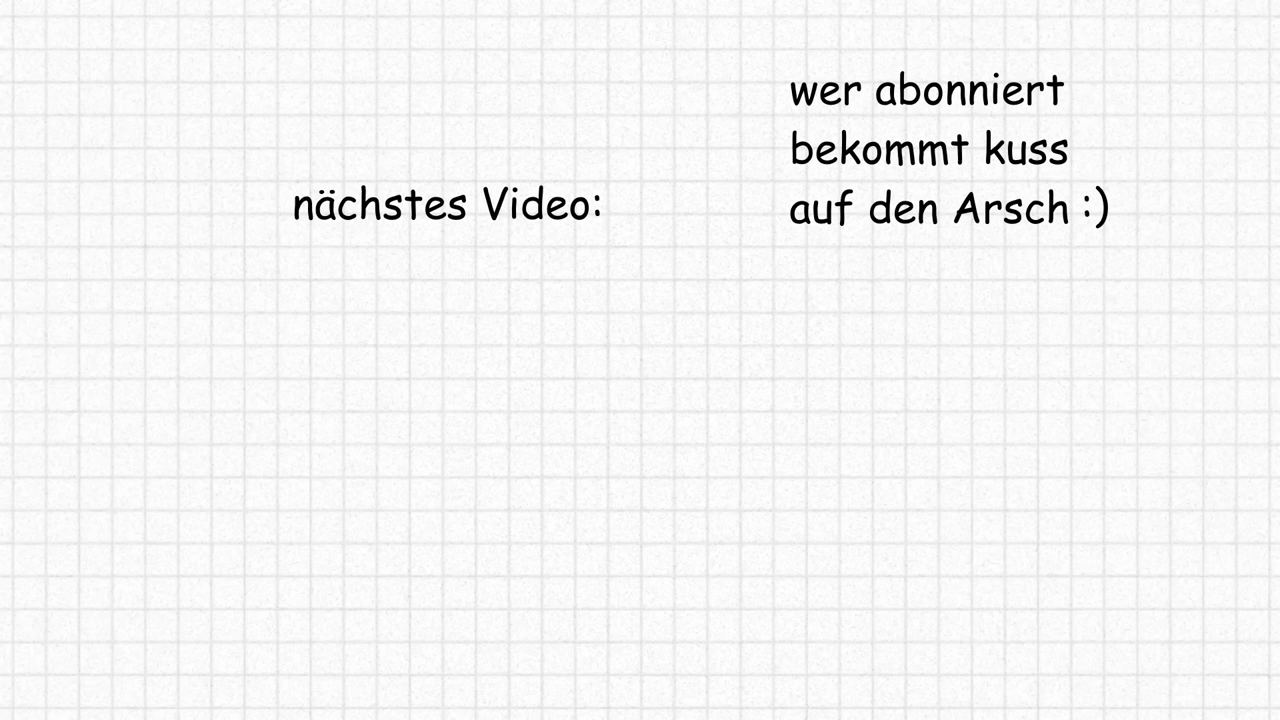 nächstes Video:
wer abonniert
bekommt kuss
auf den Arsch :)